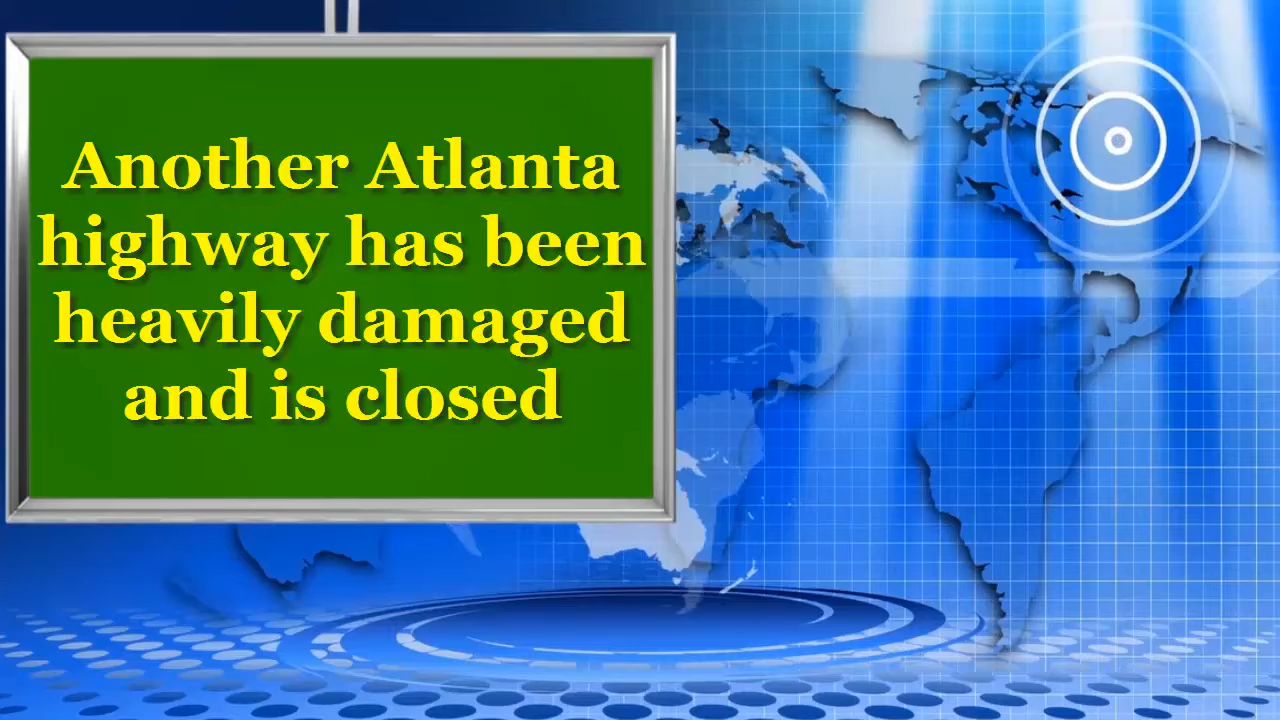 Another Atlanta
highway has been
heavily damaged
and is closed